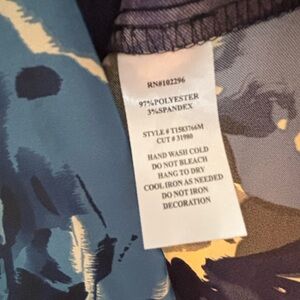 RN#102296
97%POLYESTER
3%SPANDEX
STYLE # T1583766M
CUT # 31980
HAND WASH COLD
DO NOT BLEACH
HANG TO DRY
COOL IRON AS NEEDED
DO NOT IRON
DECORATION